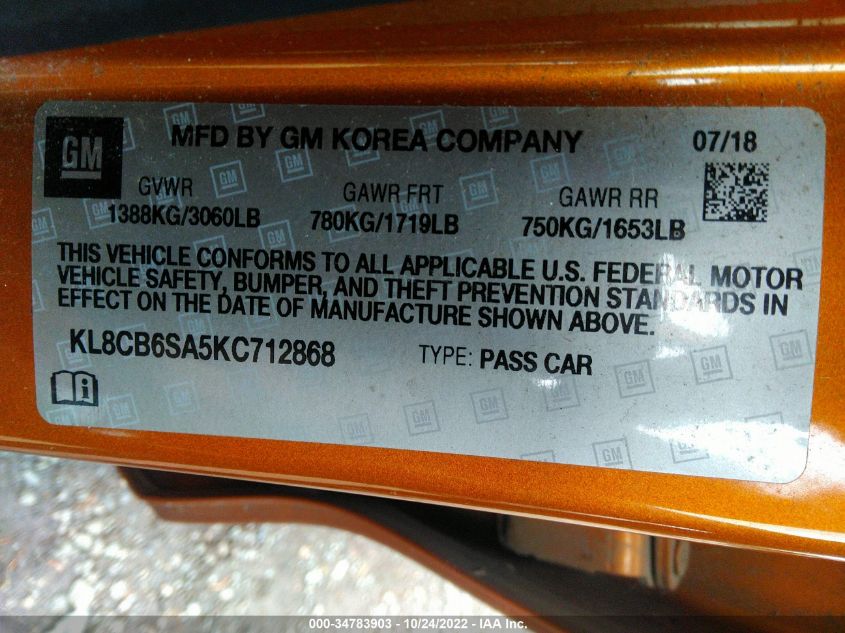 GM
MFD BY GM KOREA COMPANY 07/18
GVWR GAWR FRT GAWR RR
1388KG/3060LB 780KG/1719LB 750KG/1653LB
THIS VEHICLE CONFORMS TO ALL APPLICABLE U.S. FEDERAL MOTOR
VEHICLE SAFETY, BUMPER, AND THEFT PREVENTION STANDARDS IN
EFFECT ON THE DATE OF MANUFACTURE SHOWN ABOVE.
KL8CB6SA5KC712868 TYPE: PASS CAR
000-34783903 - 10/24/2022 - IAA Inc.